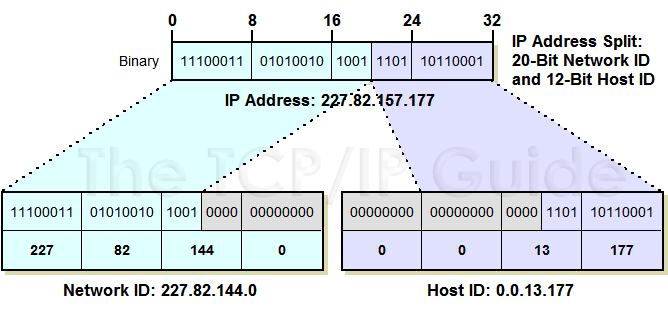 0 8 16 24 32
Binary 11100011 01010010 1001 1101 10110001
IP Address Split:
20-Bit Network ID
and 12-Bit Host ID
IP Address: 227.82.157.177
The TCP/IP Guide
11100011 01010010 1001 0000 00000000
227 82 144 0
Network ID: 227.82.144.0
00000000 00000000 0000 1101 10110001
0 0 13 177
Host ID: 0.0.13.177